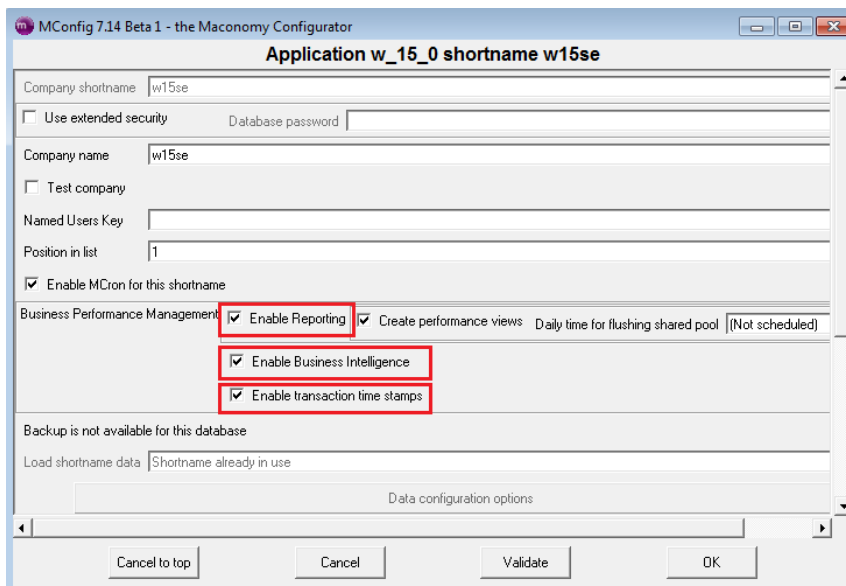 MConfig 7.14 Beta 1 - the Maconomy Configurator
Application w_15_0 shortname w15se
Company shortname w15se
Use extended security Database password
Company name w15se
Test company
Named Users Key
Position in list 1
Enable MCron for this shortname
Business Performance Management Enable Reporting Create performance views Daily time for flushing shared pool (Not scheduled)
Enable Business Intelligence
Enable transaction time stamps
Backup is not available for this database
Load shortname data Shortname already in use
Data configuration options
Cancel to top Cancel Validate OK